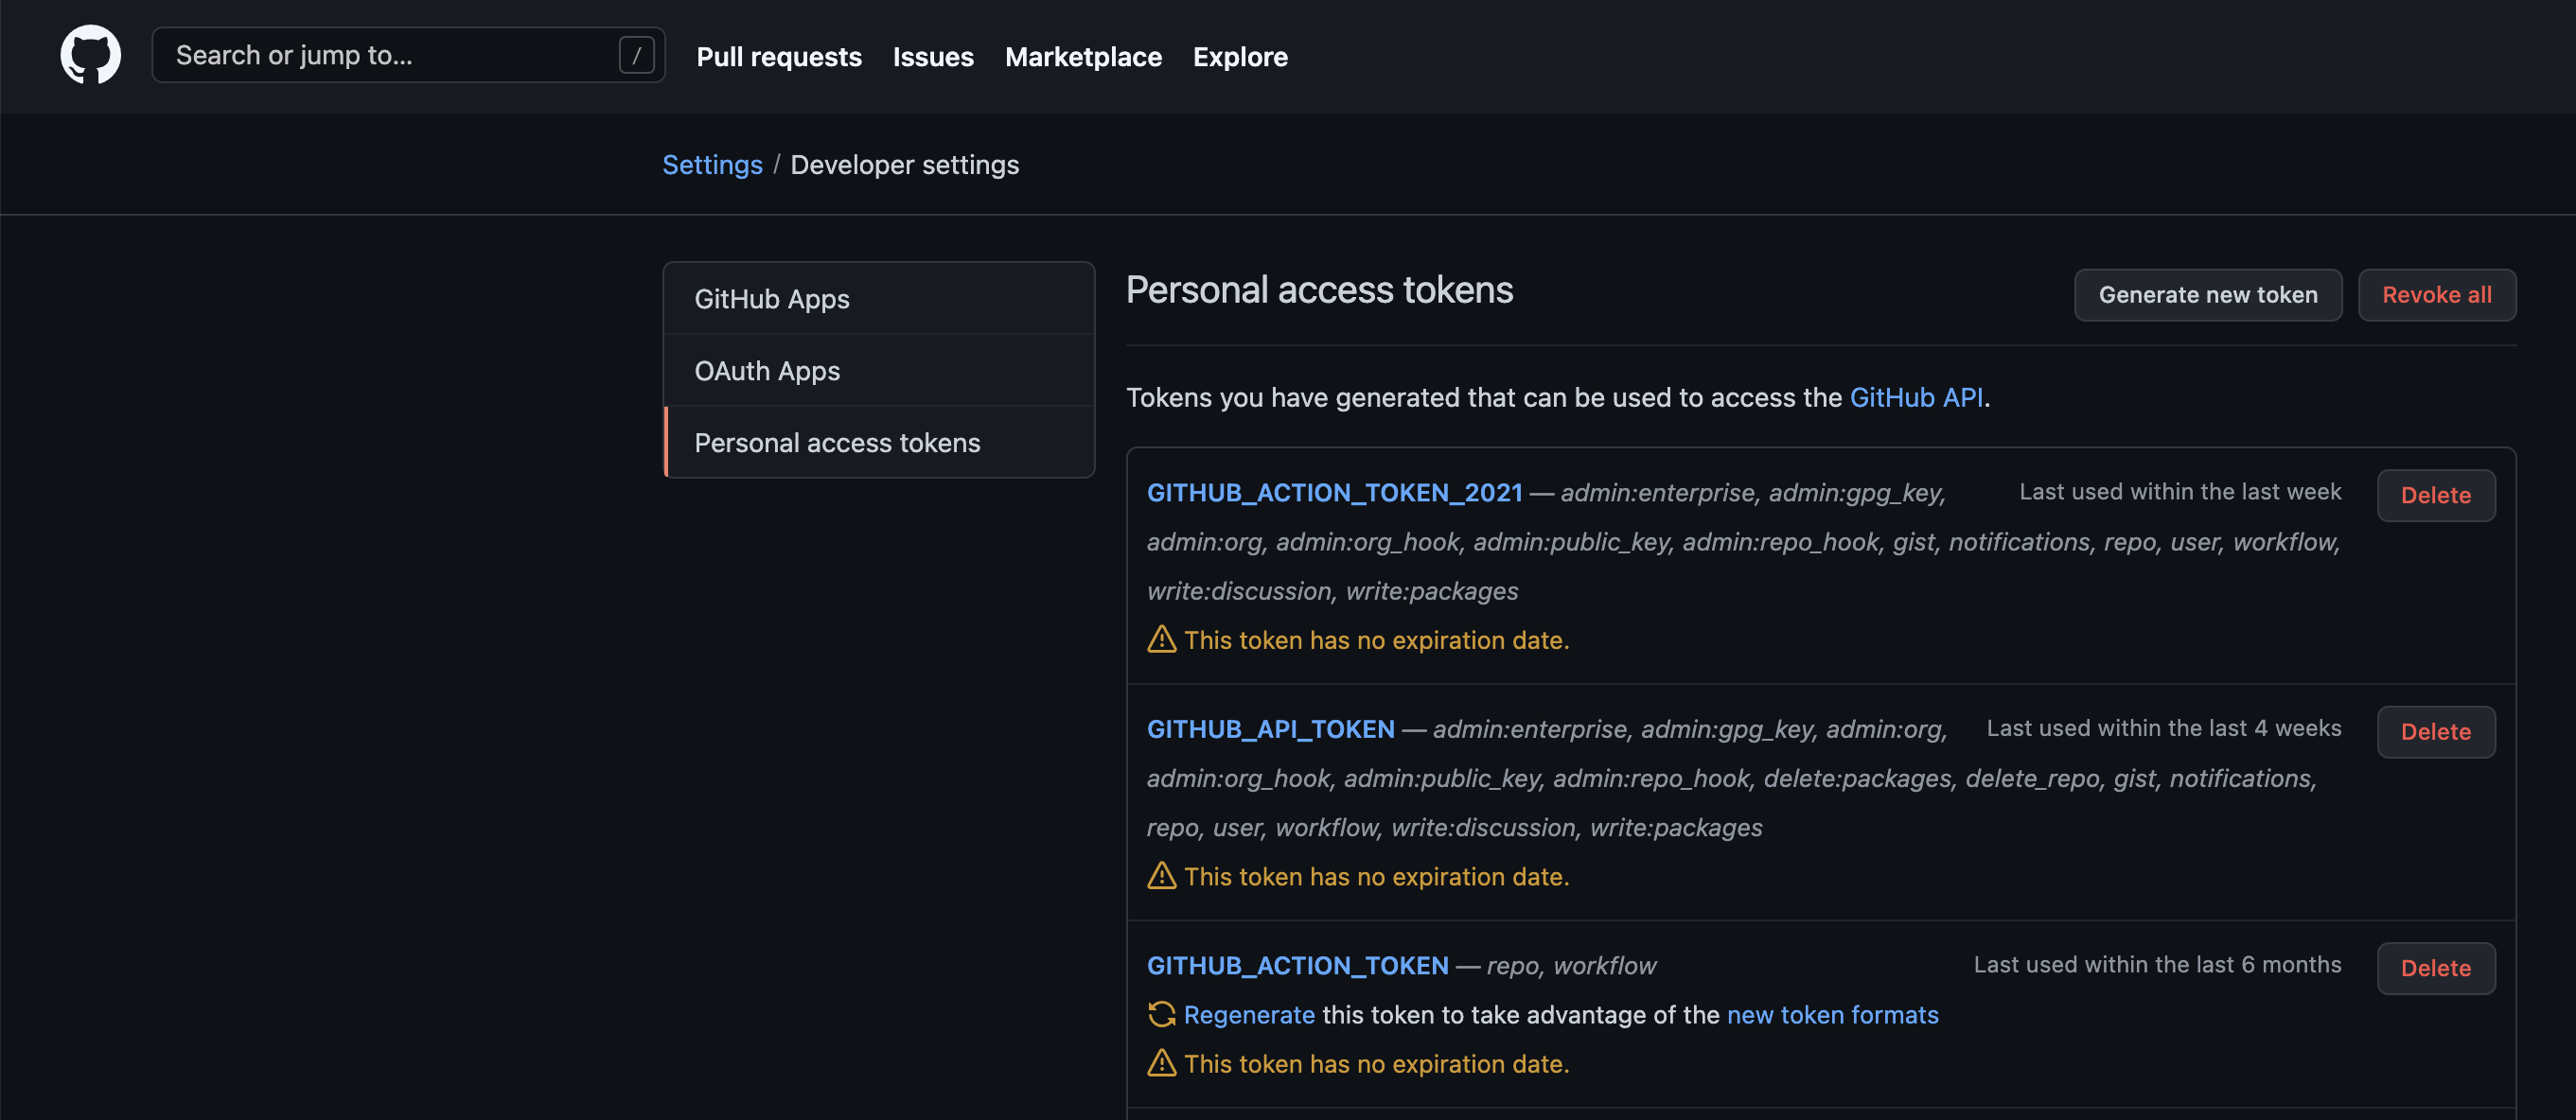 Search or jump to... /
Pull requests Issues Marketplace Explore
Settings / Developer settings
GitHub Apps
OAuth Apps
Personal access tokens
Personal access tokens
Generate new token Revoke all
Tokens you have generated that can be used to access the GitHub API.
GITHUB_ACTION_TOKEN_2021 — admin:enterprise, admin:gpg_key, Last used within the last week Delete
admin:org, admin:org_hook, admin:public_key, admin:repo_hook, gist, notifications, repo, user, workflow,
write:discussion, write:packages
This token has no expiration date.
GITHUB_API_TOKEN — admin:enterprise, admin:gpg_key, admin:org, Last used within the last 4 weeks Delete
admin:org_hook, admin:public_key, admin:repo_hook, delete:packages, delete_repo, gist, notifications,
repo, user, workflow, write:discussion, write:packages
This token has no expiration date.
GITHUB_ACTION_TOKEN — repo, workflow Last used within the last 6 months Delete
Regenerate this token to take advantage of the new token formats
This token has no expiration date.